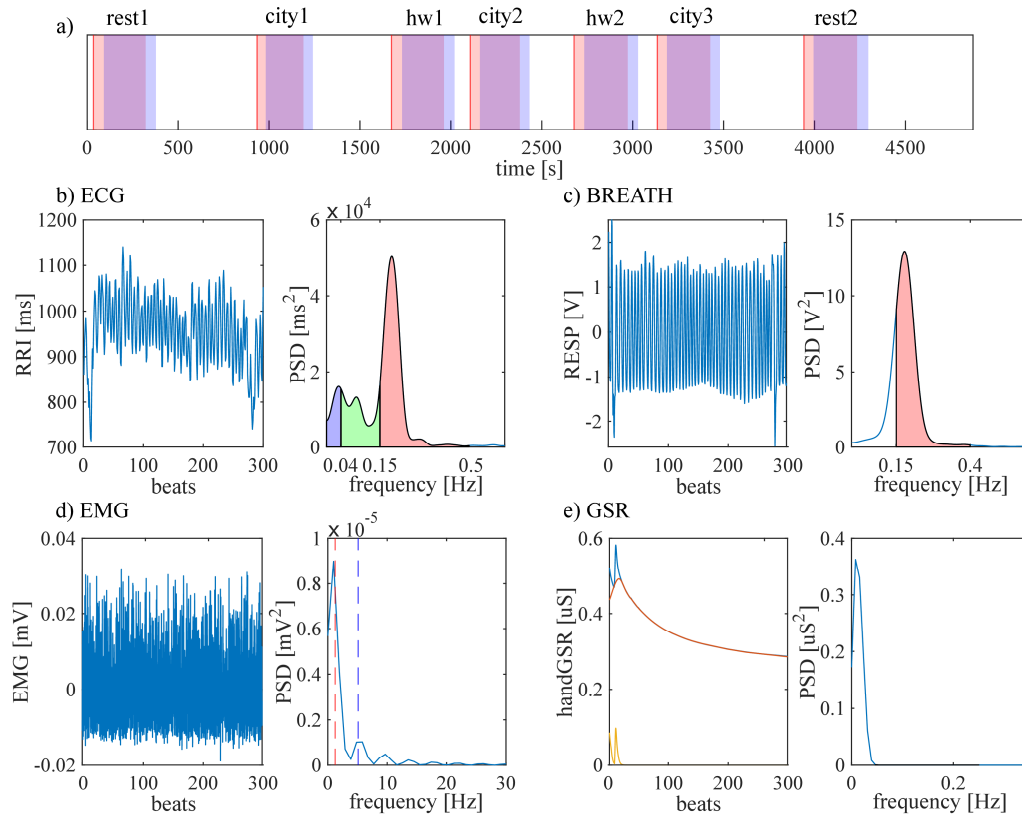 a)
rest1 city1 hw1 city2 hw2 city3 rest2
0 500 1000 1500 2000 2500 3000 3500 4000 4500
time [s]
b) ECG
1200
1100
1000
900
800
700
RRI [ms]
0 100 200 300
beats
x 10^4
6
4
2
0
PSD [ms^2]
0.04 0.15 0.5
frequency [Hz]
c) BREATH
2
1
0
-1
-2
RESP [V]
0 100 200 300
beats
15
10
5
0
PSD [V^2]
0.15 0.4
frequency [Hz]
d) EMG
0.04
0.02
0
-0.02
EMG [mV]
0 100 200 300
beats
x 10^-5
1
0.8
0.6
0.4
0.2
0
PSD [mV^2]
0 10 20 30
frequency [Hz]
e) GSR
0.6
0.4
0.2
0
handGSR [uS]
0 100 200 300
beats
0.4
0.3
0.2
0.1
0
PSD [uS^2]
0 0.2
frequency [Hz]